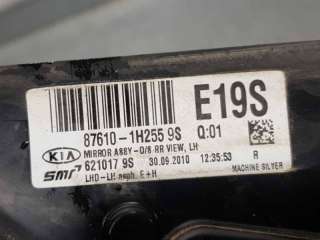 87610-1H255 9S Q:01
E19S
KIA
MIRROR ASSY-O/S RR VIEW, LH
SMR
621017 9S 30.09.2010 12:35:53 R
LHD-LH asph. E+H MACHINE SILVER